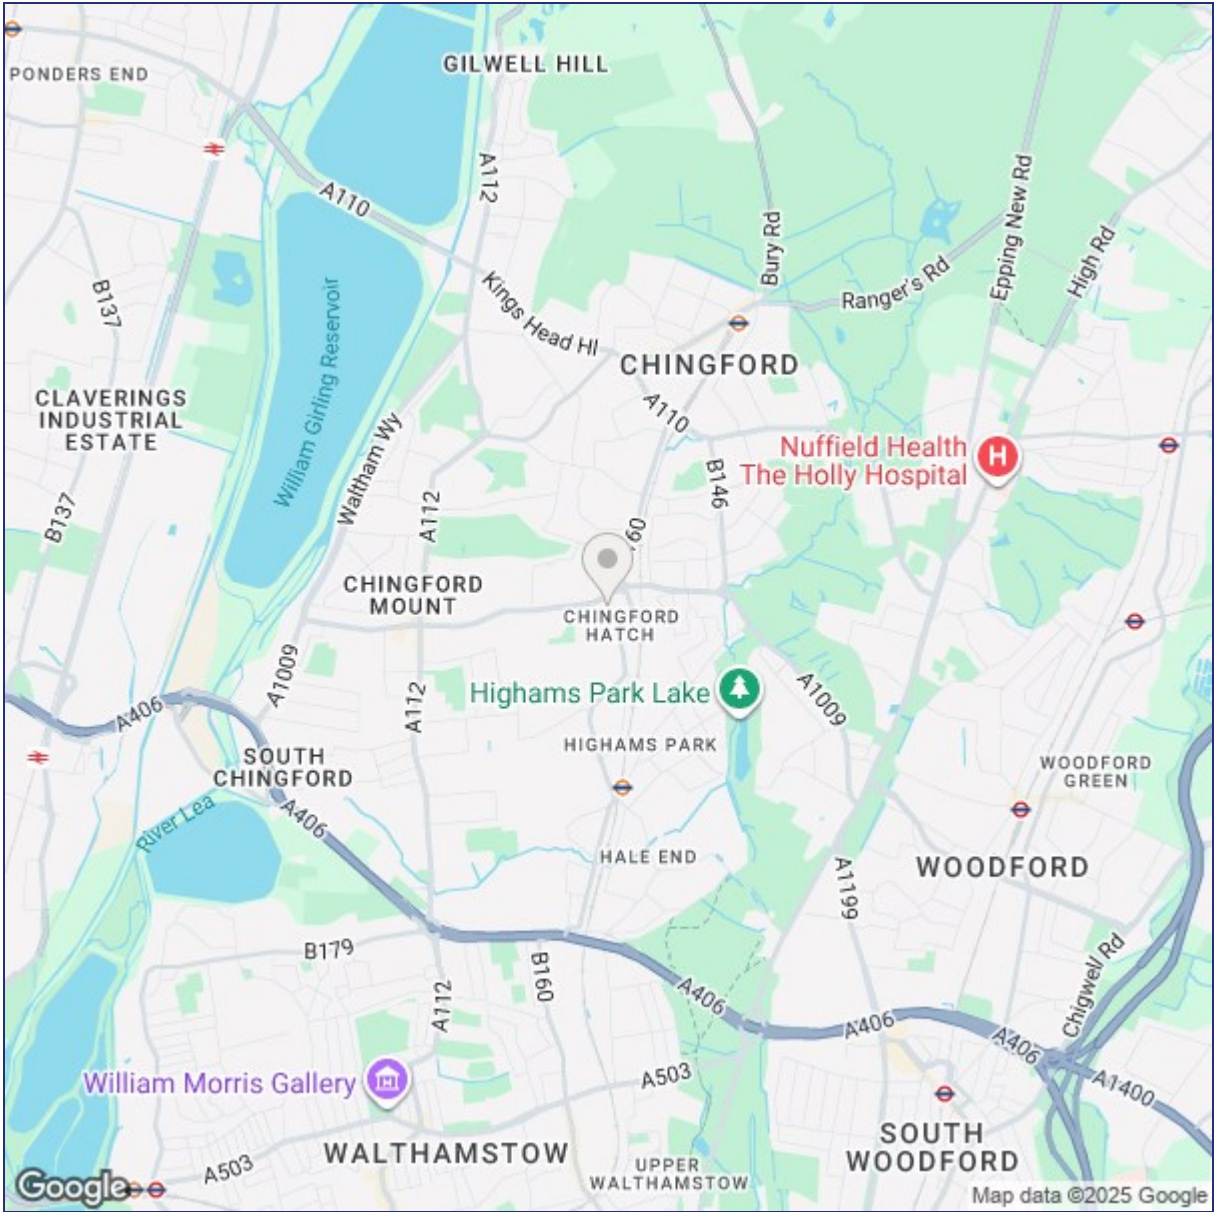 GILWELL HILL
PONDERS END
A112
A110
Bury Rd
Epping New Rd
High Rd
Ranger's Rd
B137
Kings Head Hl
William Girling Reservoir
CHINGFORD
CLAVERINGS
INDUSTRIAL
ESTATE
A110
Waltham Wy
Nuffield Health
The Holly Hospital
H
B146
B137
A112
CHINGFORD
MOUNT
CHINGFORD
HATCH
A1009
A112
Highams Park Lake
A1009
A406
HIGHAMS PARK
SOUTH
CHINGFORD
WOODFORD
GREEN
River Lea
A406
HALE END
WOODFORD
A1199
B179
B160
A112
A406
A406
A406
Chigwell Rd
A1400
William Morris Gallery
A503
WALTHAMSTOW
A503
UPPER
WALTHAMSTOW
SOUTH
WOODFORD
Google
Map data ©2025 Google